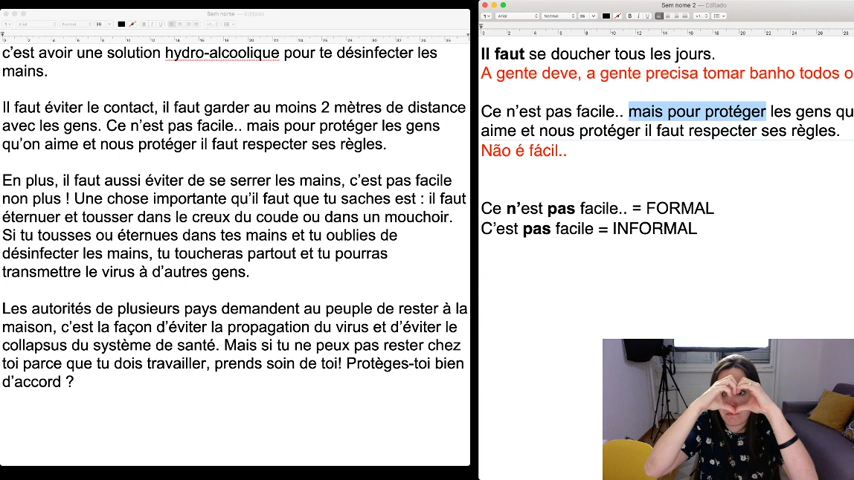 Sem nome — Editado
c'est avoir une solution hydro-alcoolique pour te désinfecter les
mains.
Il faut éviter le contact, il faut garder au moins 2 mètres de distance
avec les gens. Ce n'est pas facile.. mais pour protéger les gens
qu'on aime et nous protéger il faut respecter ses règles.
En plus, il faut aussi éviter de se serrer les mains, c'est pas facile
non plus ! Une chose importante qu'il faut que tu saches est : il faut
éternuer et tousser dans le creux du coude ou dans un mouchoir.
Si tu tousses ou éternues dans tes mains et tu oublies de
désinfecter les mains, tu toucheras partout et tu pourras
transmettre le virus à d'autres gens.
Les autorités de plusieurs pays demandent au peuple de rester à la
maison, c'est la façon d'éviter la propagation du virus et d'éviter le
collapsus du système de santé. Mais si tu ne peux pas rester chez
toi parce que tu dois travailler, prends soin de toi! Protèges-toi bien
d'accord ?
Sem nome 2 — Editado
Il faut se doucher tous les jours.
A gente deve, a gente precisa tomar banho todos o
Ce n'est pas facile.. mais pour protéger les gens qu
aime et nous protéger il faut respecter ses règles.
Não é fácil..
Ce n'est pas facile.. = FORMAL
C'est pas facile = INFORMAL